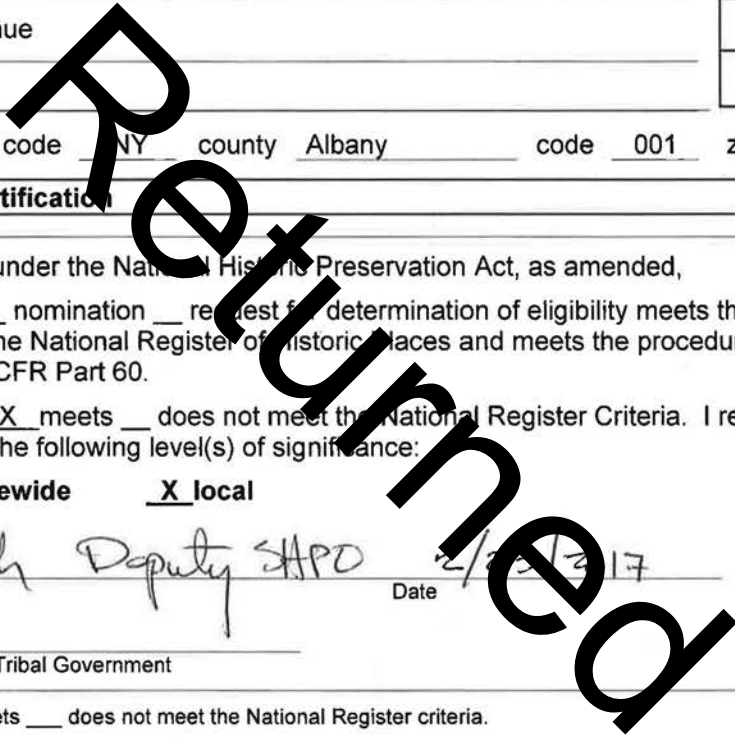 nue
code NY county Albany code 001 z
tification
under the National Historic Preservation Act, as amended,
_ nomination __ request for determination of eligibility meets th
he National Register of Historic Places and meets the procedu
CFR Part 60.
X meets __ does not meet the National Register Criteria. I re
he following level(s) of significance:
ewide X local
h Deputy SHPO
Date
Tribal Government
ets ___ does not meet the National Register criteria.
Returned